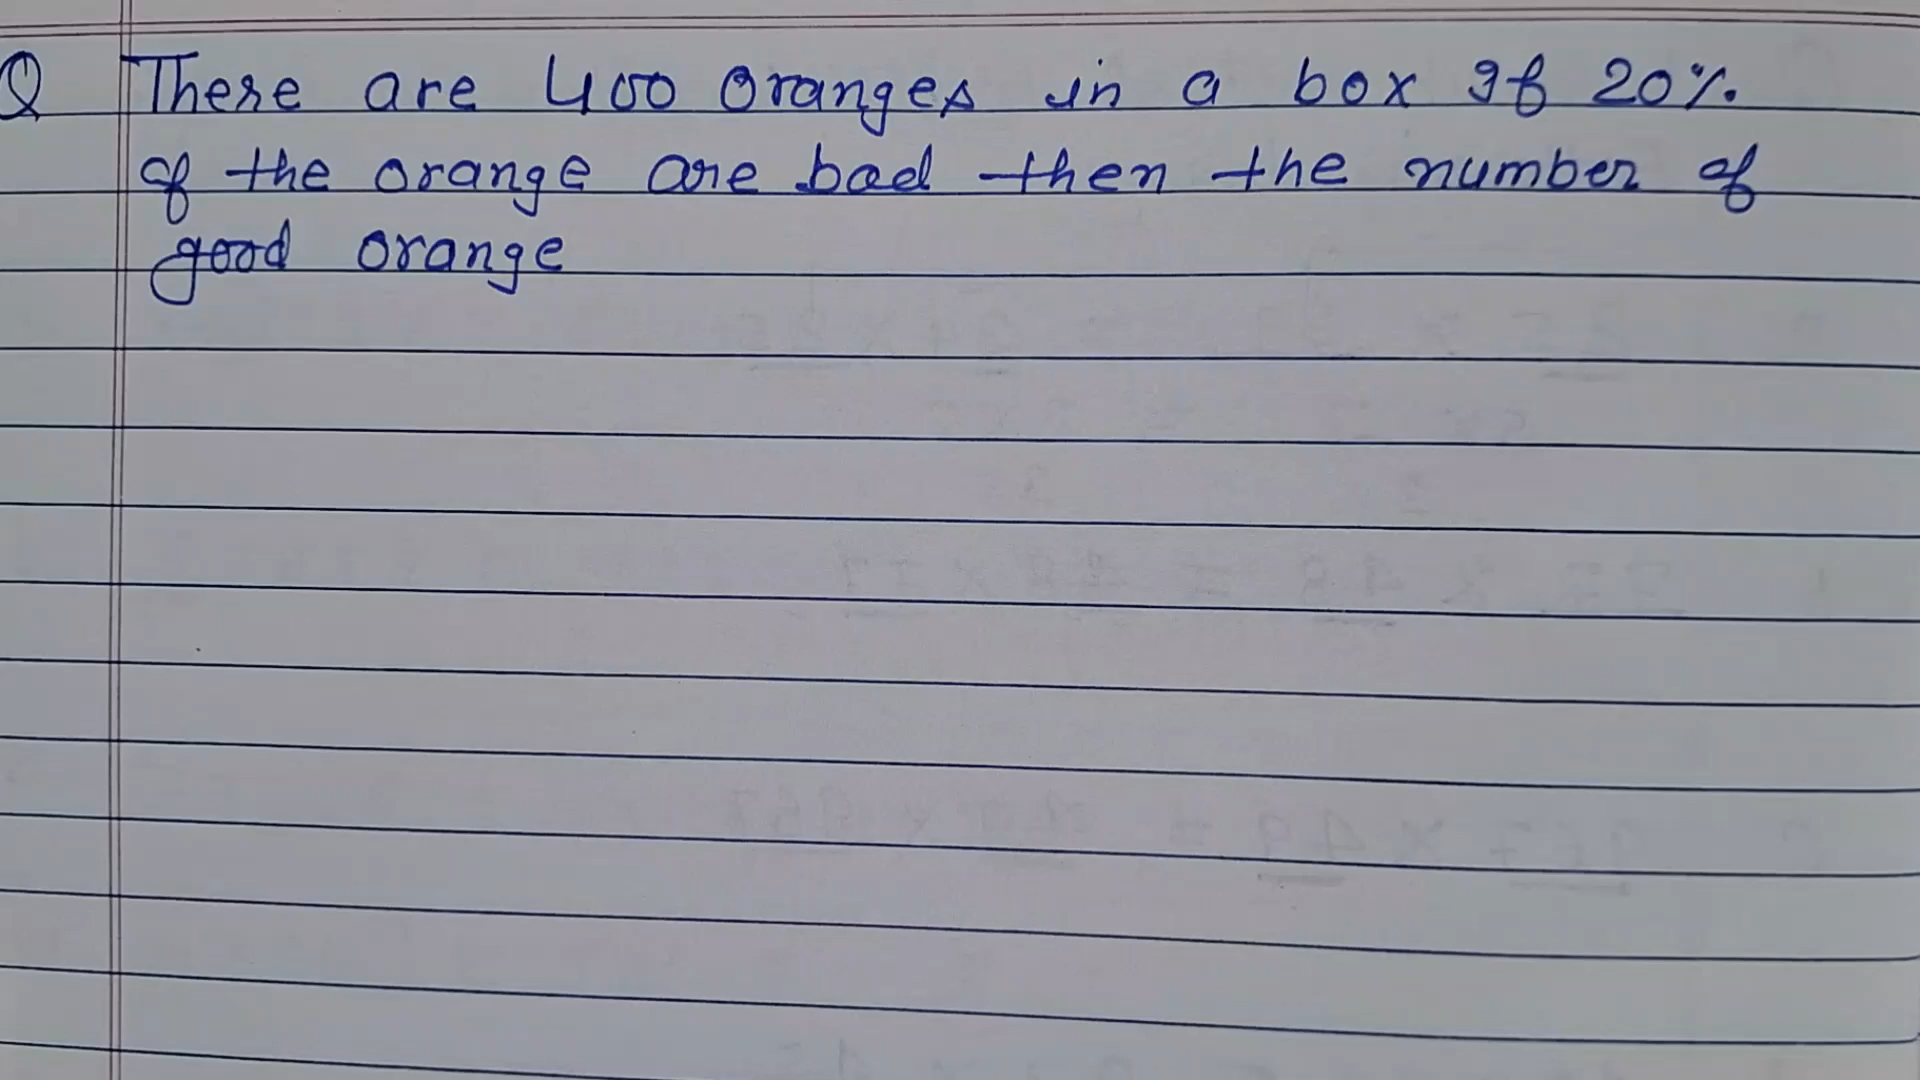 Q There are 400 oranges in a box If 20%
of the orange are bad then the number of
good orange